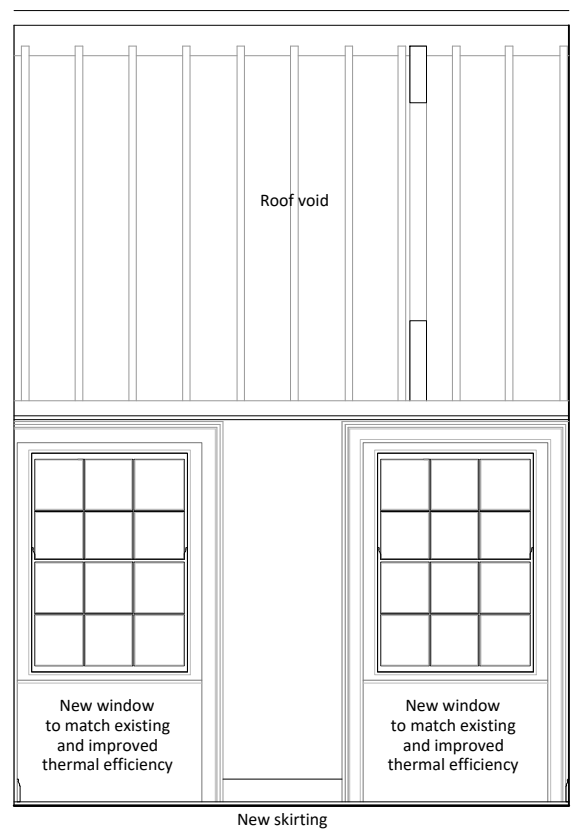 Roof void
New window
to match existing
and improved
thermal efficiency
New window
to match existing
and improved
thermal efficiency
New skirting